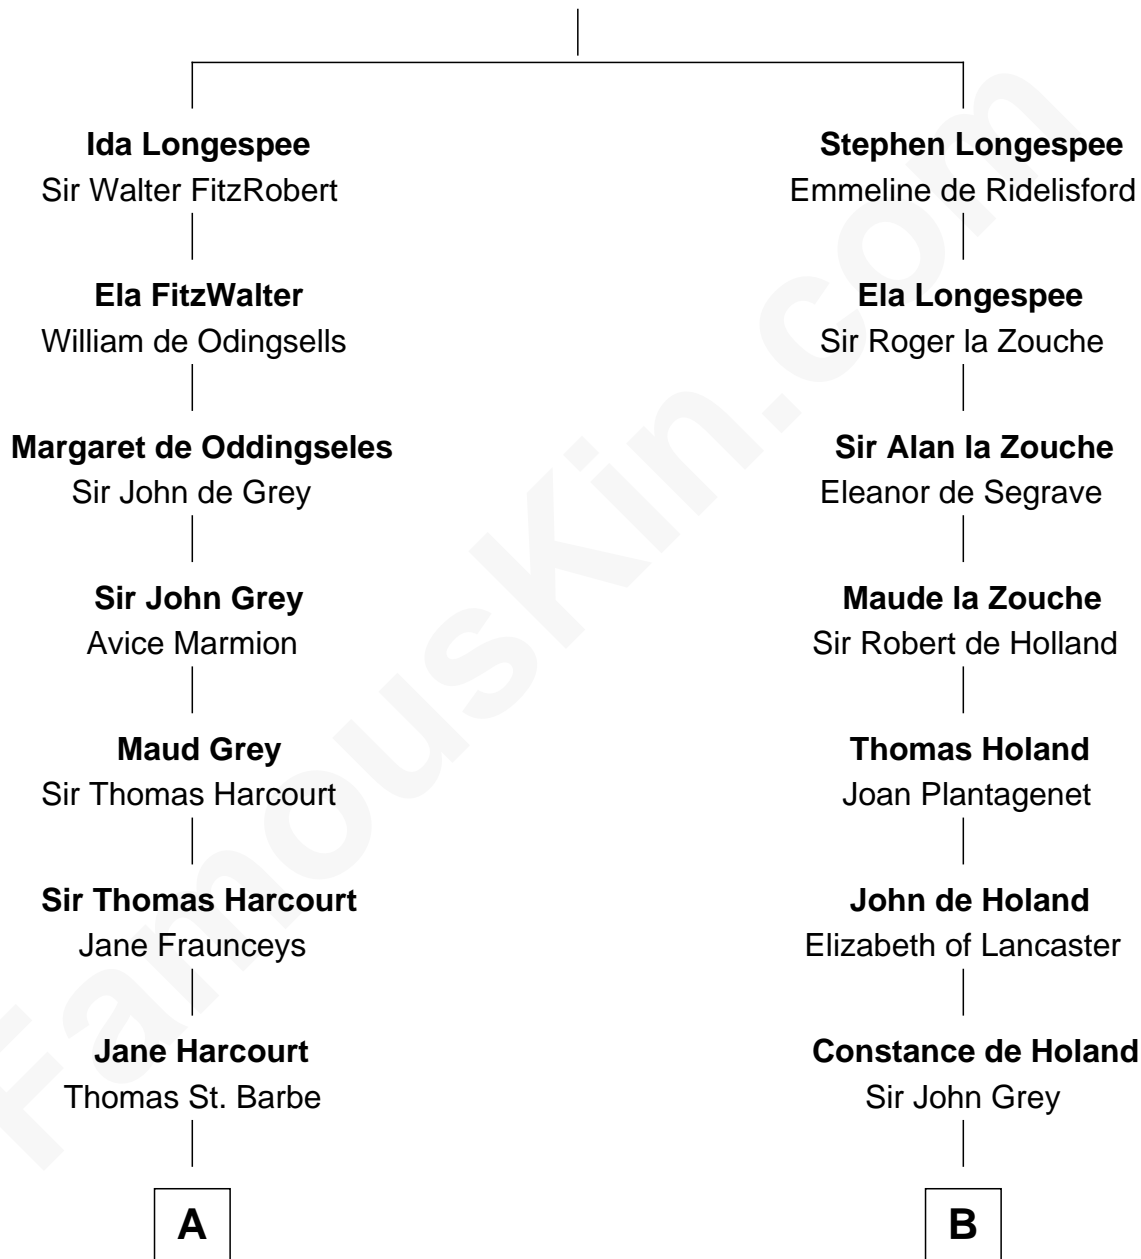 Ida Longespee
Sir Walter FitzRobert
Ela FitzWalter
William de Odingsells
Margaret de Oddingseles
Sir John de Grey
Sir John Grey
Avice Marmion
Maud Grey
Sir Thomas Harcourt
Sir Thomas Harcourt
Jane Fraunceys
Jane Harcourt
Thomas St. Barbe
A
Stephen Longespee
Emmeline de Ridelisford
Ela Longespee
Sir Roger la Zouche
Sir Alan la Zouche
Eleanor de Segrave
Maude la Zouche
Sir Robert de Holland
Thomas Holand
Joan Plantagenet
John de Holand
Elizabeth of Lancaster
Constance de Holand
Sir John Grey
B
FamousKin.com